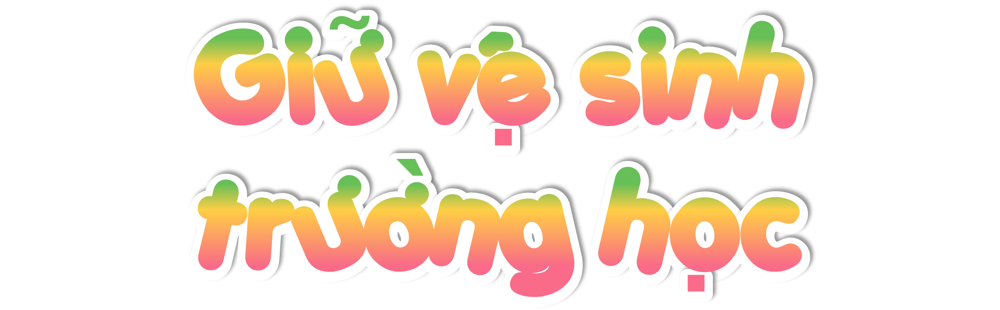 Giữ vệ sinh
trường học